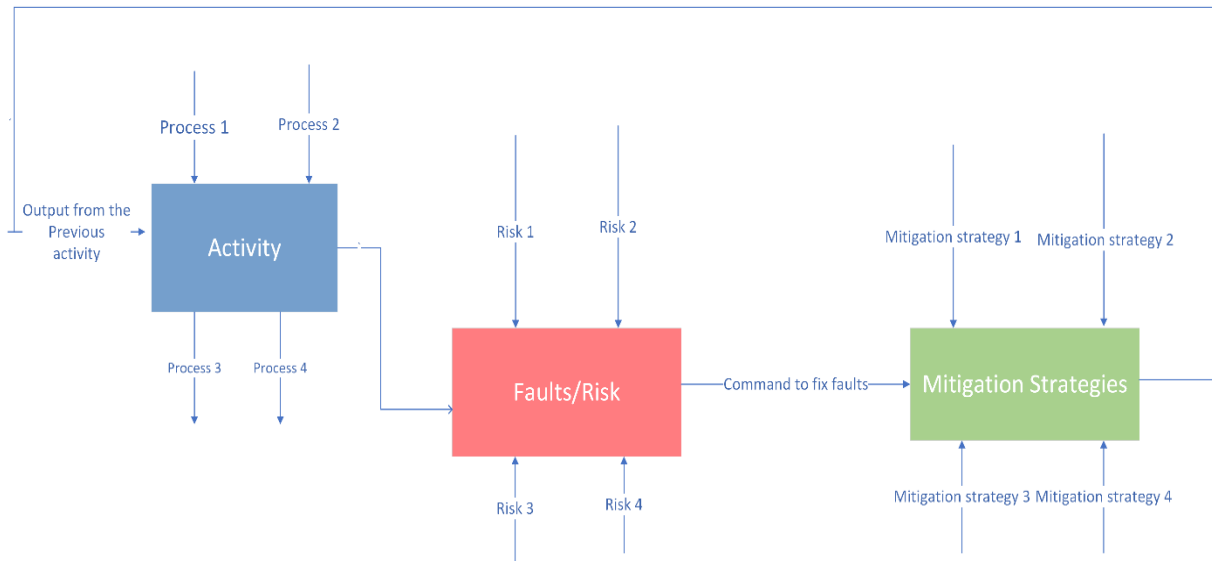 Process 1
Process 2
Output from the
Previous
activity
Activity
Process 3
Process 4
Risk 1
Risk 2
Faults/Risk
Risk 3
Risk 4
Command to fix faults
Mitigation strategy 1
Mitigation strategy 2
Mitigation Strategies
Mitigation strategy 3
Mitigation strategy 4